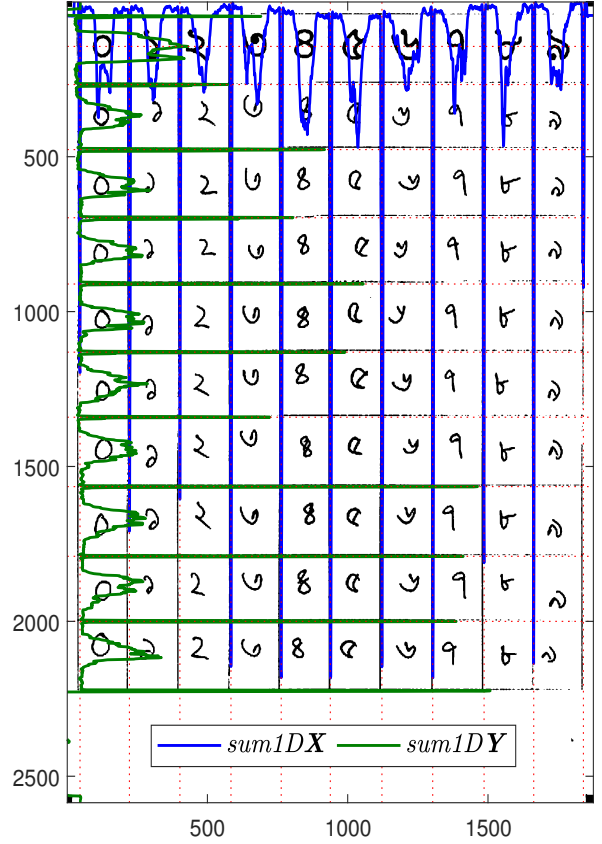 ০ ১ ২ ৩ ৪ ৫ ৬ ৭ ৮ ৯
০ ১ ২ ৩ ৪ ৫ ৬ ৭ ৮ ৯
500
০ ১ ২ ৩ ৪ ৫ ৬ ৭ ৮ ৯
০ ১ ২ ৩ ৪ ৫ ৬ ৭ ৮ ৯
1000 ০ ১ ২ ৩ ৪ ৫ ৬ ৭ ৮ ৯
০ ১ ২ ৩ ৪ ৫ ৬ ৭ ৮ ৯
০ ১ ২ ৩ ৪ ৫ ৬ ৭ ৮ ৯
1500
০ ১ ২ ৩ ৪ ৫ ৬ ৭ ৮ ৯
০ ১ ২ ৩ ৪ ৫ ৬ ৭ ৮ ৯
2000
০ ১ ২ ৩ ৪ ৫ ৬ ৭ ৮ ৯
sum1DX sum1DY
2500
500 1000 1500